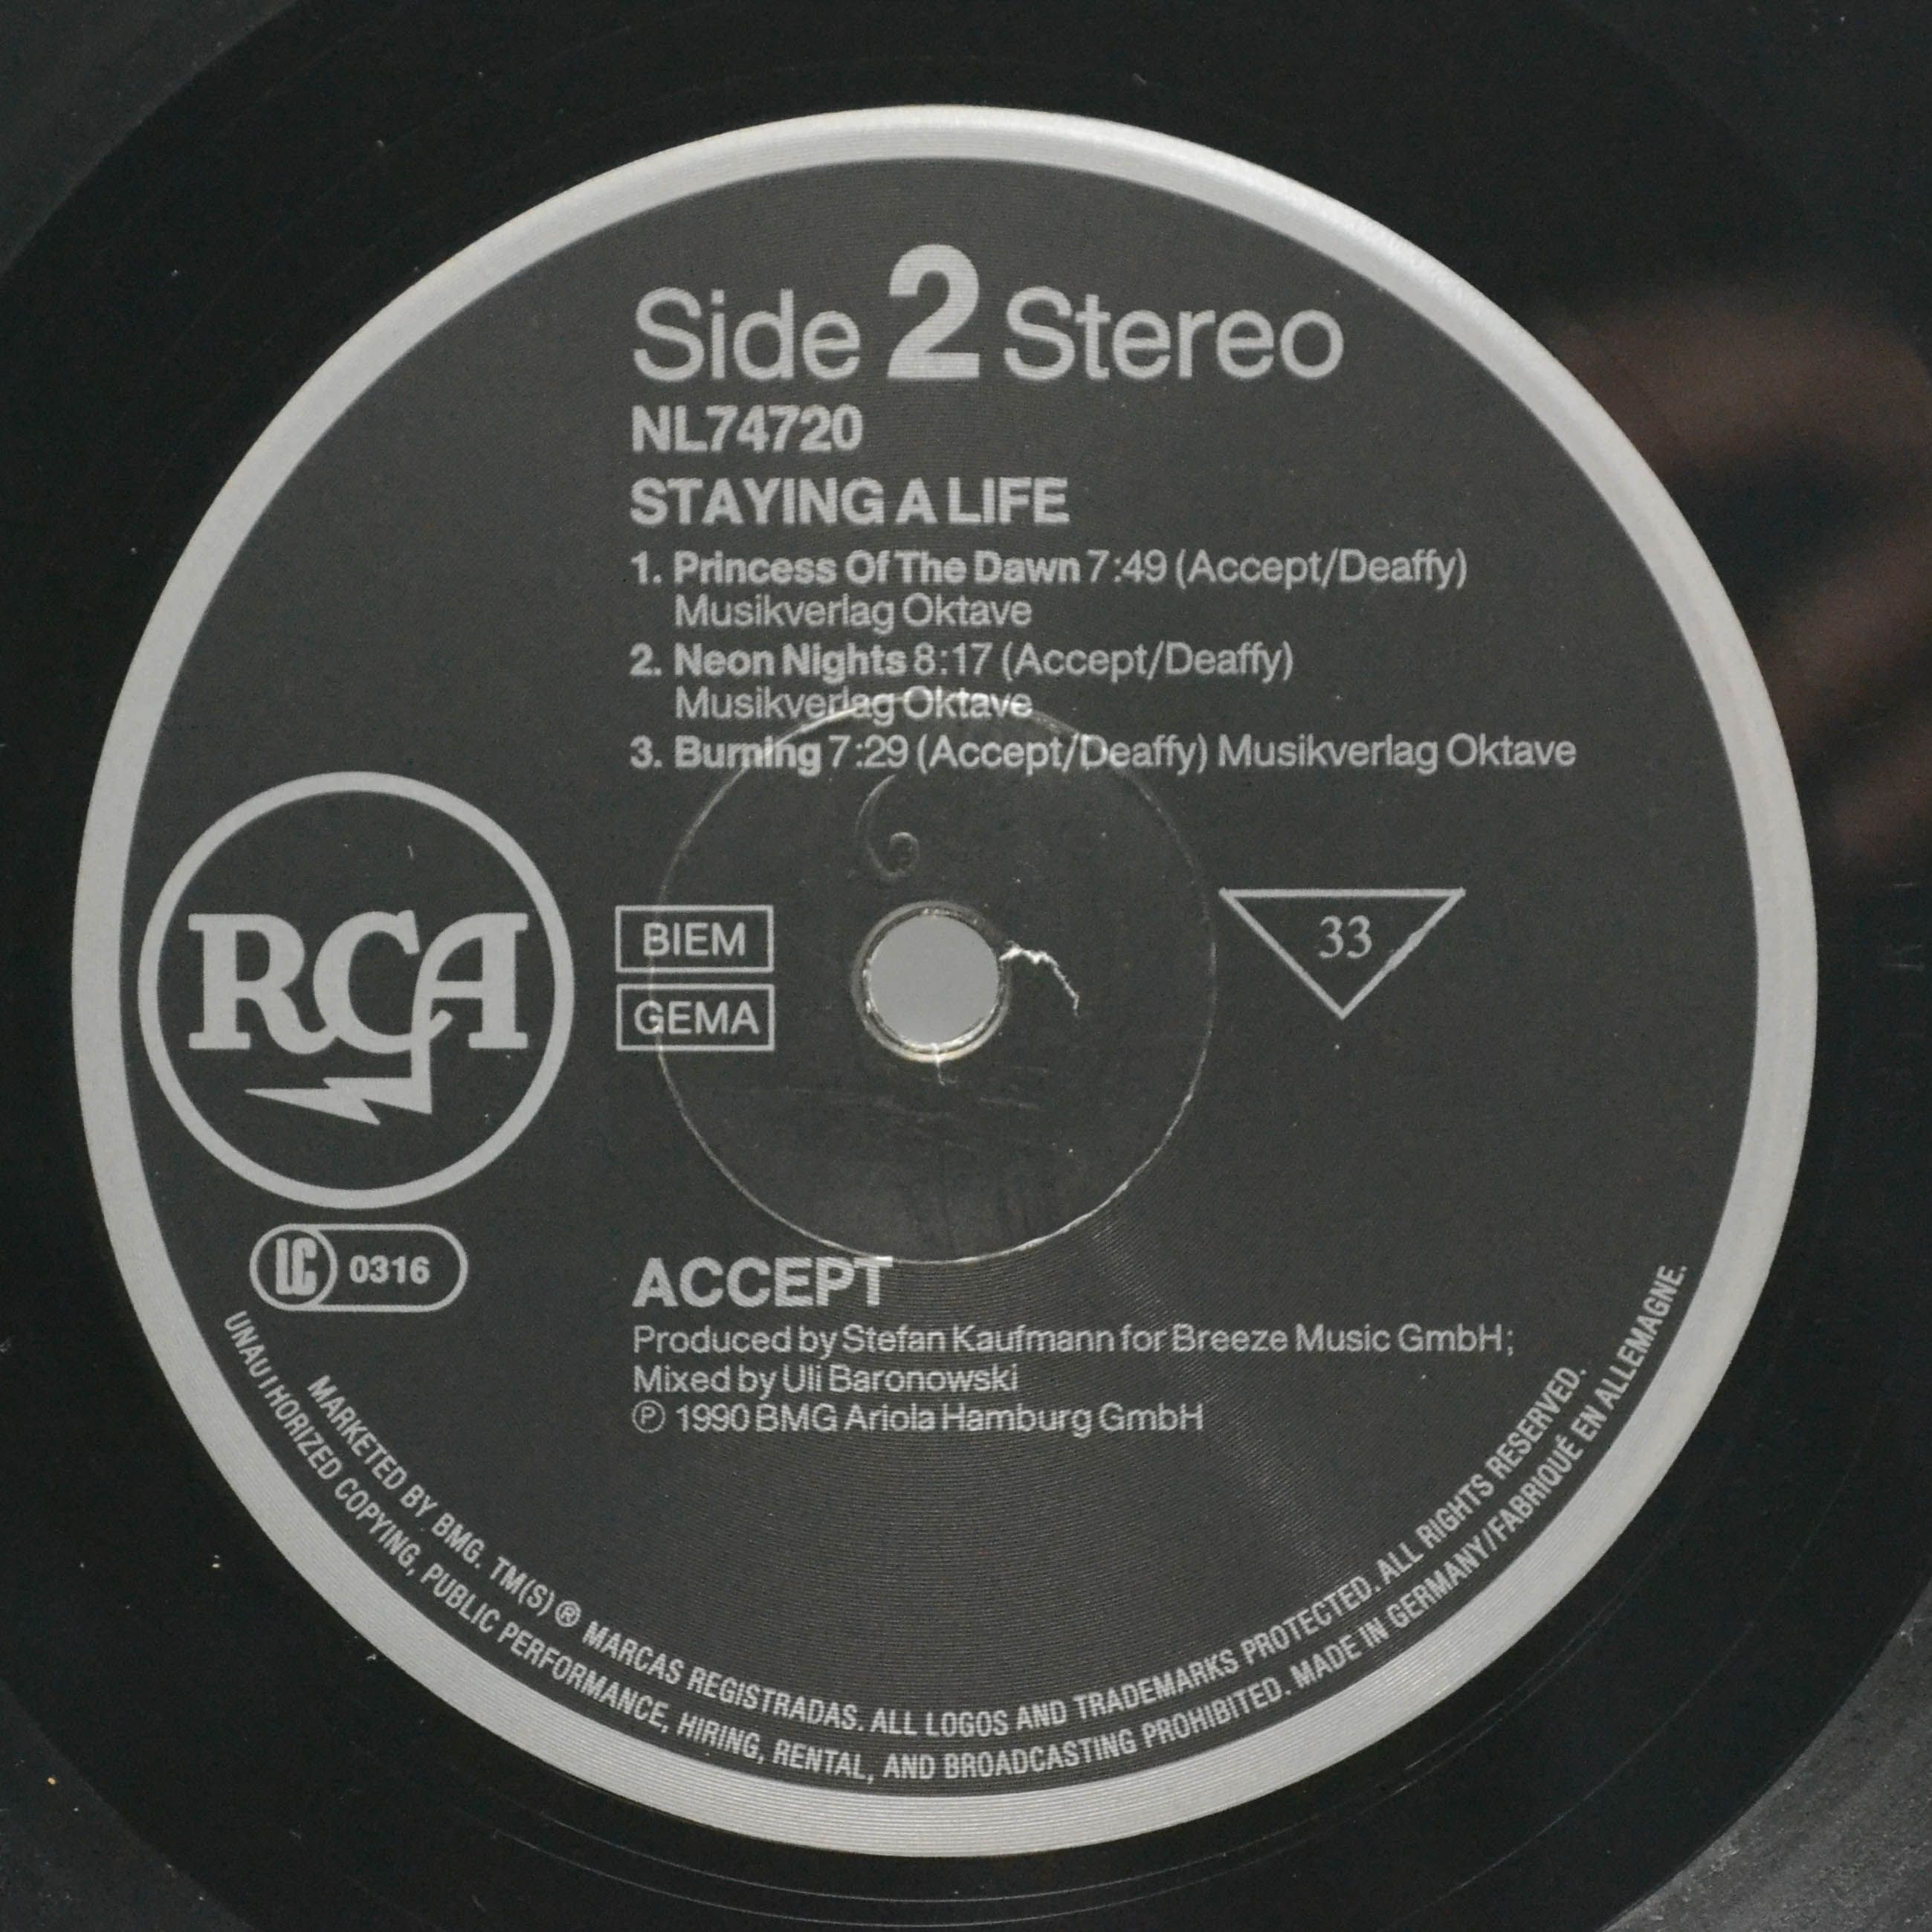 Side 2 Stereo
NL74720
STAYING A LIFE
1. Princess Of The Dawn 7:49 (Accept/Deaffy)
Musikverlag Oktave
2. Neon Nights 8:17 (Accept/Deaffy)
Musikverlag Oktave
3. Burning 7:29 (Accept/Deaffy) Musikverlag Oktave
RCA
BIEM
GEMA
33
LC 0316
ACCEPT
Produced by Stefan Kaufmann for Breeze Music GmbH;
Mixed by Uli Baronowski
℗ 1990 BMG Ariola Hamburg GmbH
MARKETED BY BMG. TM(S) ® MARCAS REGISTRADAS. ALL LOGOS AND TRADEMARKS PROTECTED. ALL RIGHTS RESERVED.
UNAUTHORIZED COPYING, PUBLIC PERFORMANCE, HIRING, RENTAL, AND BROADCASTING PROHIBITED. MADE IN GERMANY/FABRIQUÉ EN ALLEMAGNE.